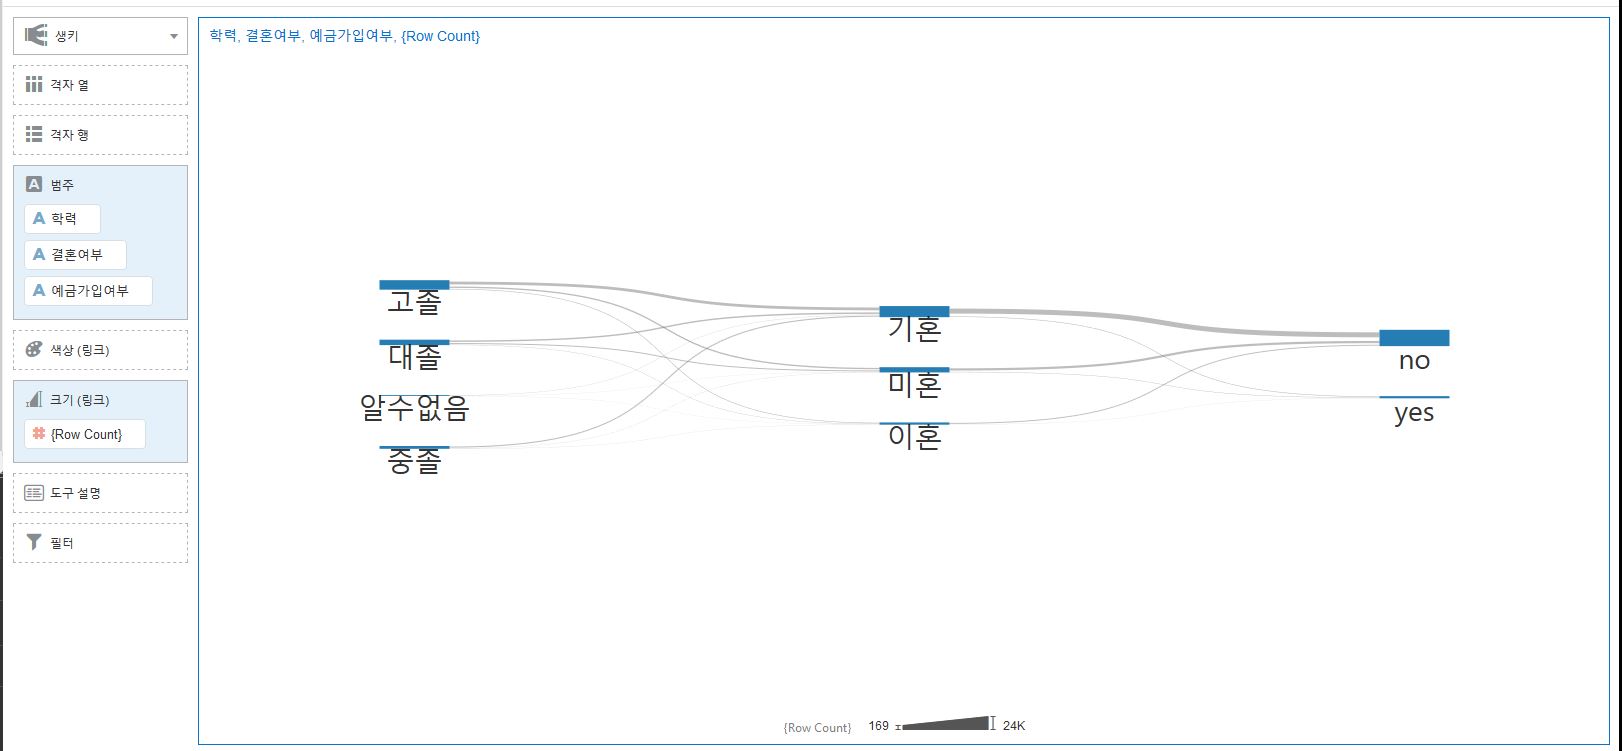 생키
격자 열
격자 행
범주
학력
결혼여부
예금가입여부
색상 (링크)
크기 (링크)
{Row Count}
도구 설명
필터
학력, 결혼여부, 예금가입여부, {Row Count}
고졸
대졸
알수없음
중졸
기혼
미혼
이혼
no
yes
{Row Count} 169 24K